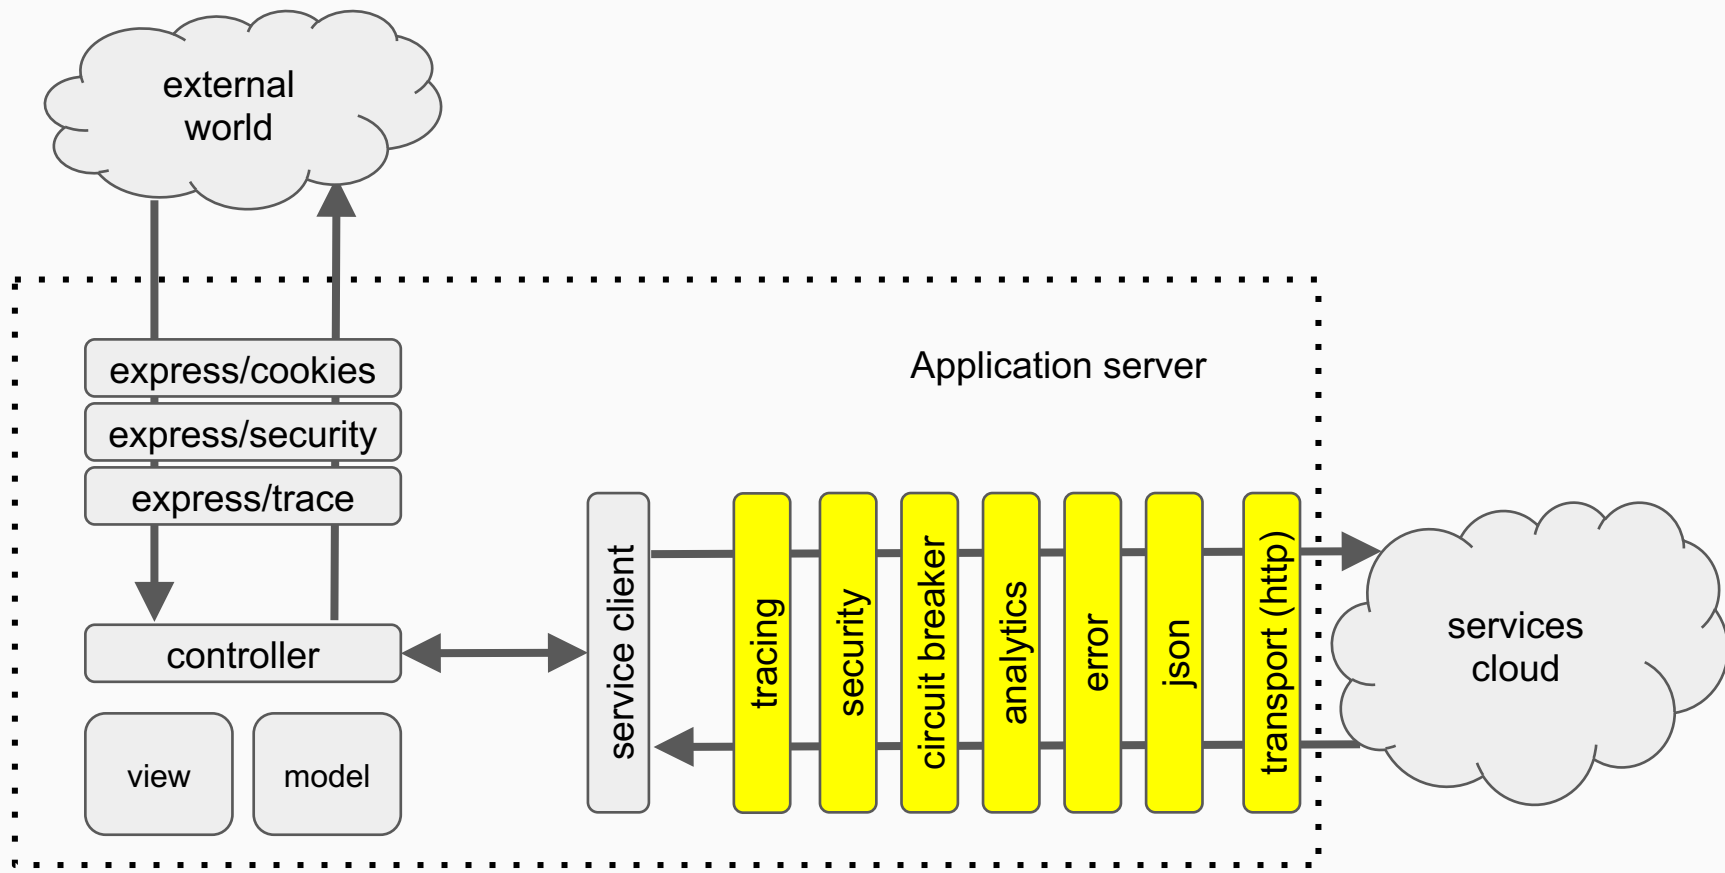 external
world
express/cookies
express/security
express/trace
controller
view
model
Application server
service client
tracing
security
circuit breaker
analytics
error
json
transport (http)
services
cloud